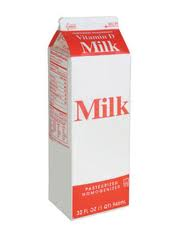 Vitamin D
Milk
Milk
PASTEURIZED
HOMOGENIZED
32 FL OZ (1 QT) 946mL